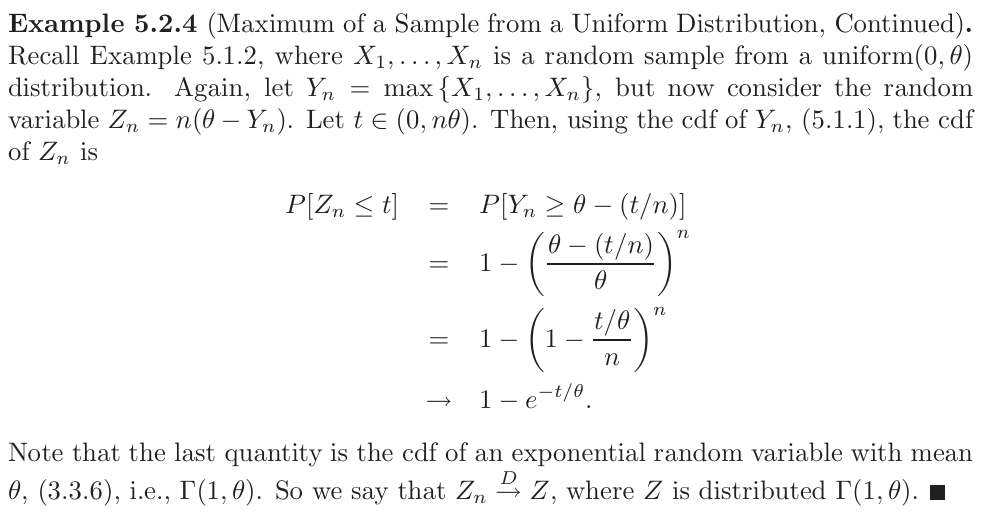 Example 5.2.4 (Maximum of a Sample from a Uniform Distribution, Continued).
Recall Example 5.1.2, where $X_1, \ldots, X_n$ is a random sample from a uniform$(0, \theta)$
distribution. Again, let $Y_n = \max\{X_1, \ldots, X_n\}$, but now consider the random
variable $Z_n = n(\theta - Y_n)$. Let $t \in (0, n\theta)$. Then, using the cdf of $Y_n$, (5.1.1), the cdf
of $Z_n$ is
$P[Z_n \leq t] = P[Y_n \geq \theta - (t/n)]$
$= 1 - \left(\frac{\theta - (t/n)}{\theta}\right)^n$
$= 1 - \left(1 - \frac{t/\theta}{n}\right)^n$
$\rightarrow 1 - e^{-t/\theta}.$
Note that the last quantity is the cdf of an exponential random variable with mean
$\theta$, (3.3.6), i.e., $\Gamma(1, \theta)$. So we say that $Z_n \xrightarrow{D} Z$, where $Z$ is distributed $\Gamma(1, \theta)$. ■